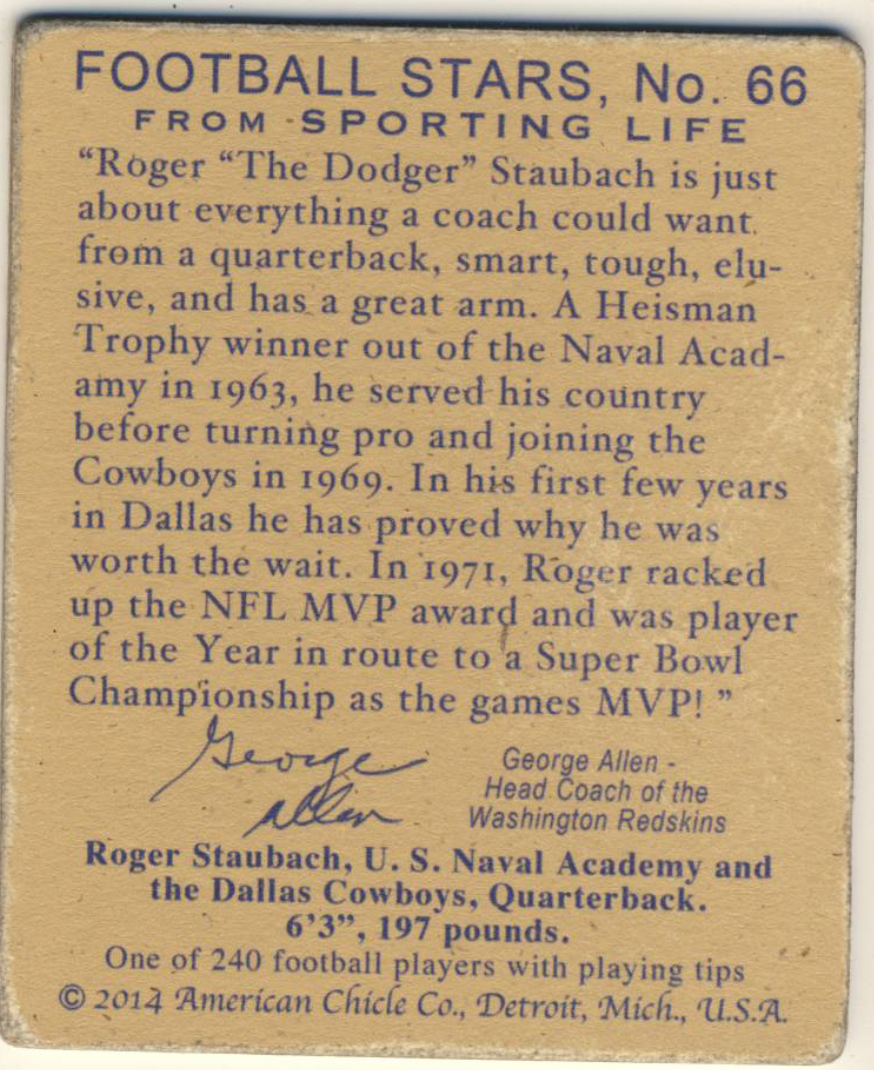 FOOTBALL STARS, No. 66
FROM SPORTING LIFE
“Roger “The Dodger” Staubach is just
about everything a coach could want
from a quarterback, smart, tough, elu-
sive, and has a great arm. A Heisman
Trophy winner out of the Naval Acad-
amy in 1963, he served his country
before turning pro and joining the
Cowboys in 1969. In his first few years
in Dallas he has proved why he was
worth the wait. In 1971, Roger racked
up the NFL MVP award and was player
of the Year in route to a Super Bowl
Championship as the games MVP! ”
George
Allen
George Allen -
Head Coach of the
Washington Redskins
Roger Staubach, U. S. Naval Academy and
the Dallas Cowboys, Quarterback.
6’3”, 197 pounds.
One of 240 football players with playing tips
© 2014 American Chicle Co., Detroit, Mich., U.S.A.